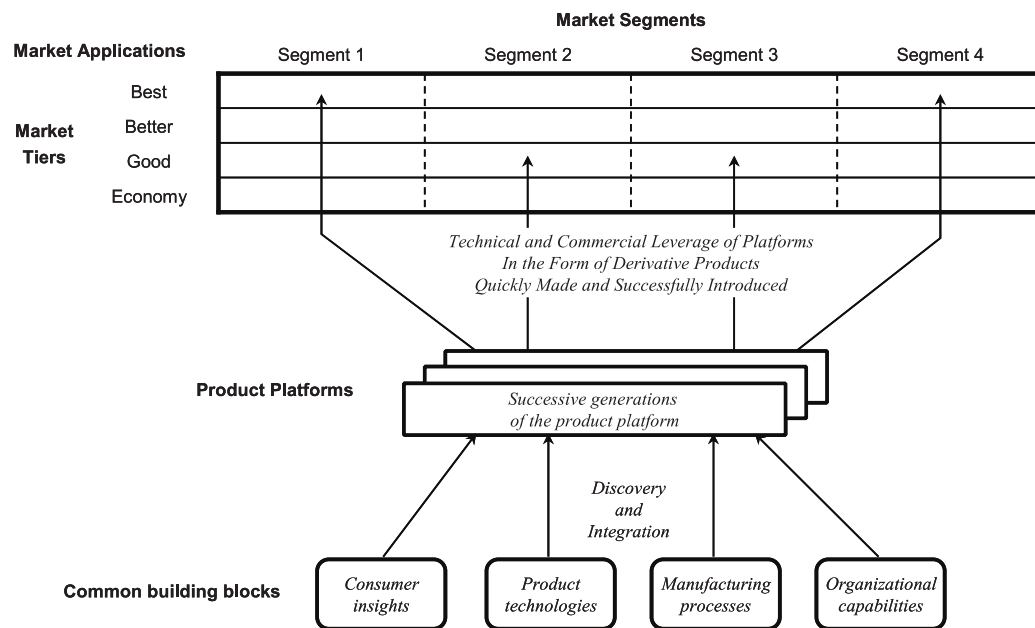 Market Segments
Market Applications
Segment 1
Segment 2
Segment 3
Segment 4
Market
Tiers
Best
Better
Good
Economy
Technical and Commercial Leverage of Platforms
In the Form of Derivative Products
Quickly Made and Successfully Introduced
Product Platforms
Successive generations
of the product platform
Discovery
and
Integration
Common building blocks
Consumer
insights
Product
technologies
Manufacturing
processes
Organizational
capabilities